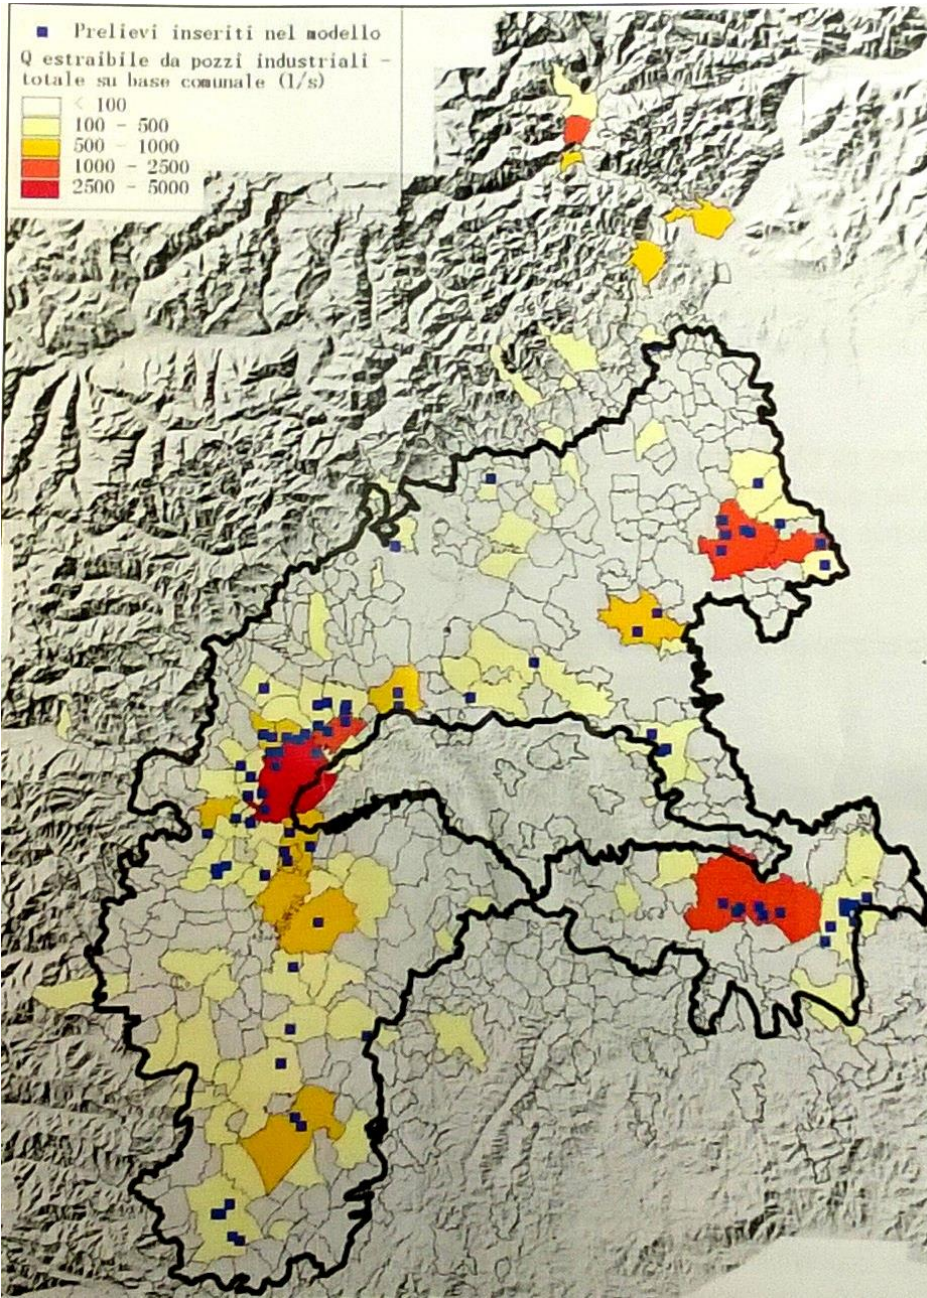 Prelievi inseriti nel modello
Q estraibile da pozzi industriali -
totale su base comunale (l/s)
< 100
100 - 500
500 - 1000
1000 - 2500
2500 - 5000